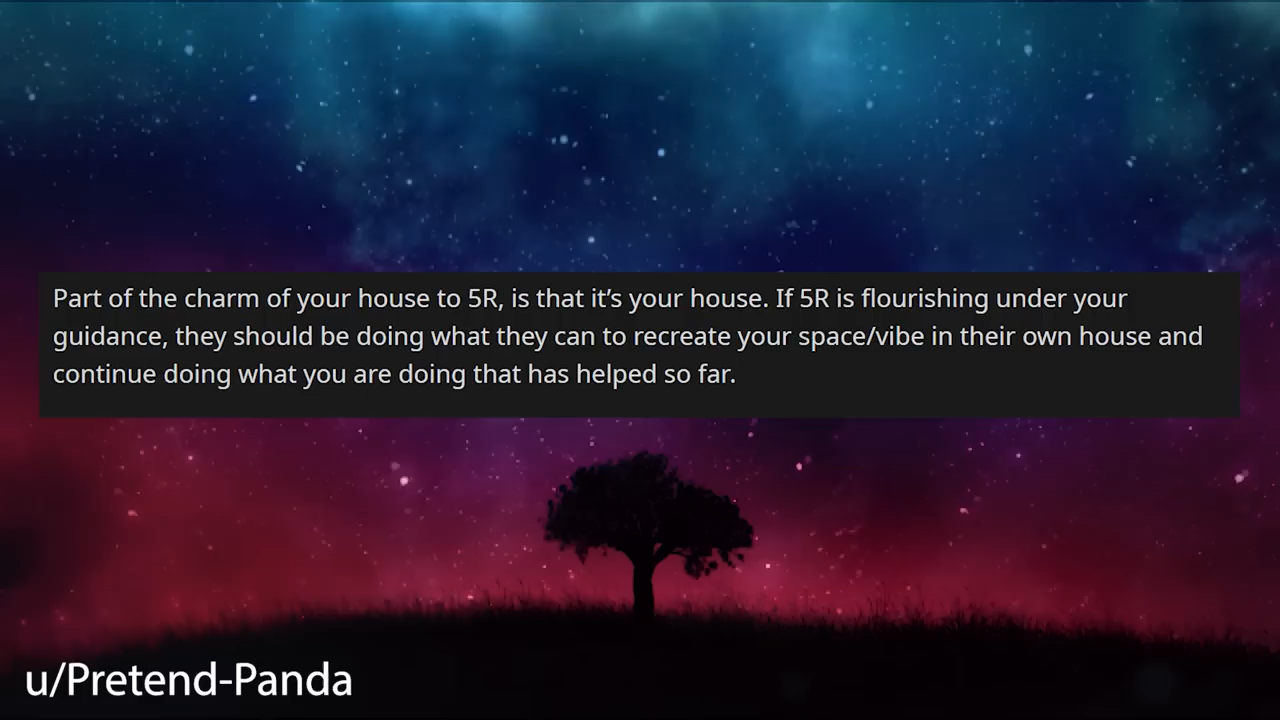 Part of the charm of your house to 5R, is that it’s your house. If 5R is flourishing under your
guidance, they should be doing what they can to recreate your space/vibe in their own house and
continue doing what you are doing that has helped so far.
u/Pretend-Panda